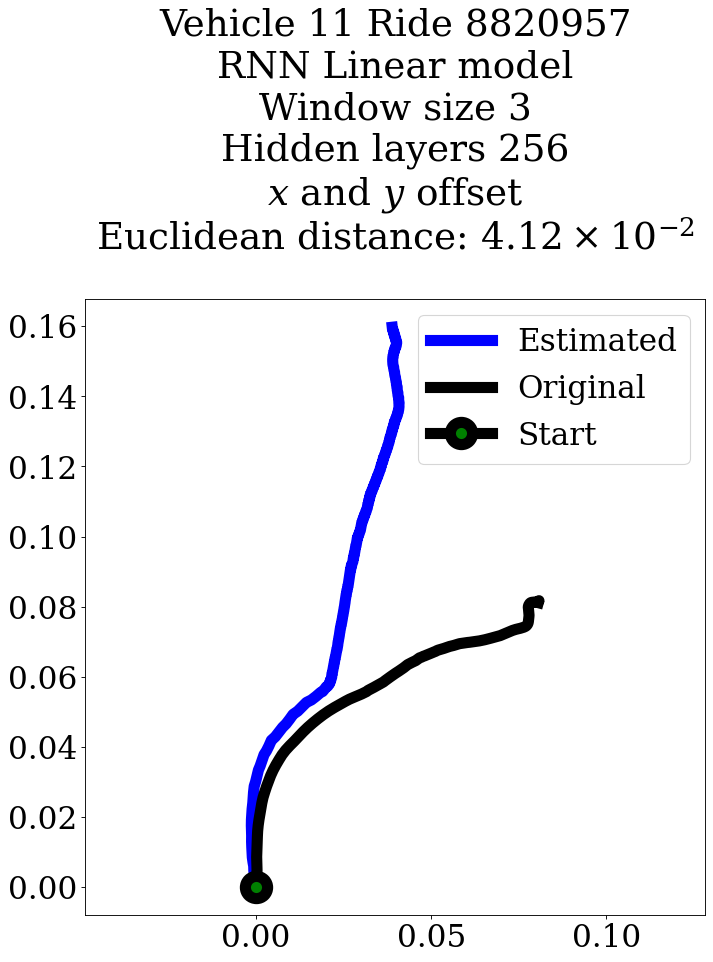 Vehicle 11 Ride 8820957
RNN Linear model
Window size 3
Hidden layers 256
x and y offset
Euclidean distance: 4.12 × 10⁻²
Estimated
Original
Start
0.16
0.14
0.12
0.10
0.08
0.06
0.04
0.02
0.00
0.00 0.05 0.10